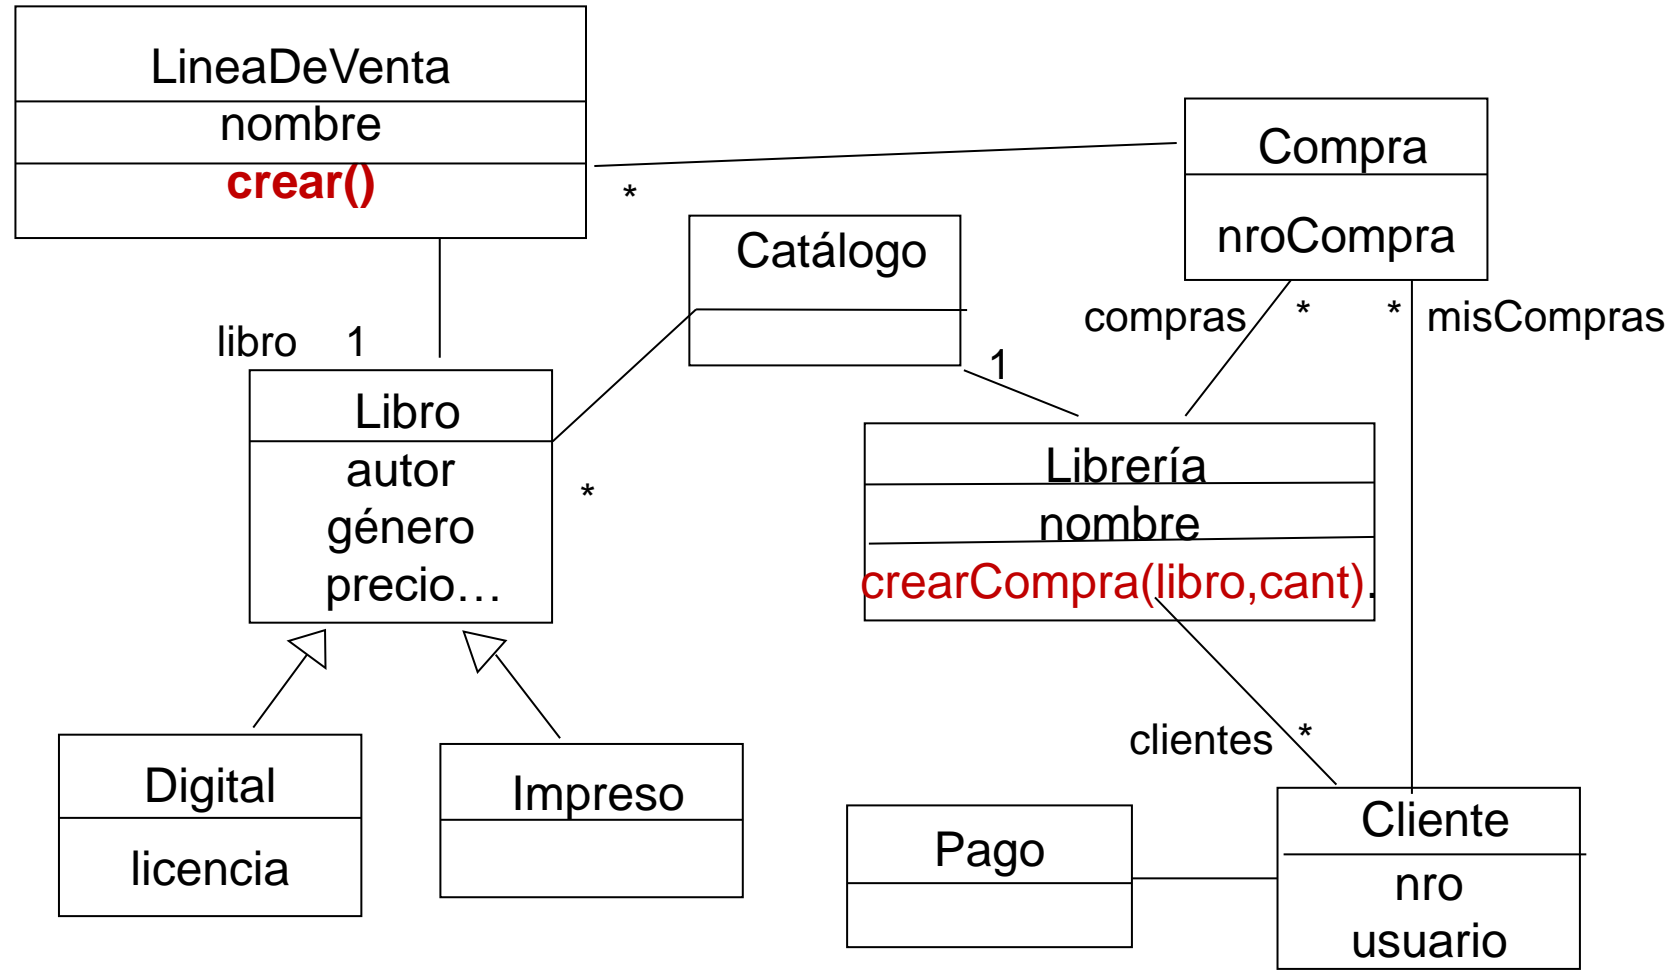 LineaDeVenta
nombre
crear()
*
Compra
nroCompra
Catálogo
compras
*
*
misCompras
libro
1
1
Libro
autor
género
precio…
*
Librería
nombre
crearCompra(libro,cant).
clientes
*
Digital
licencia
Impreso
Pago
Cliente
nro
usuario